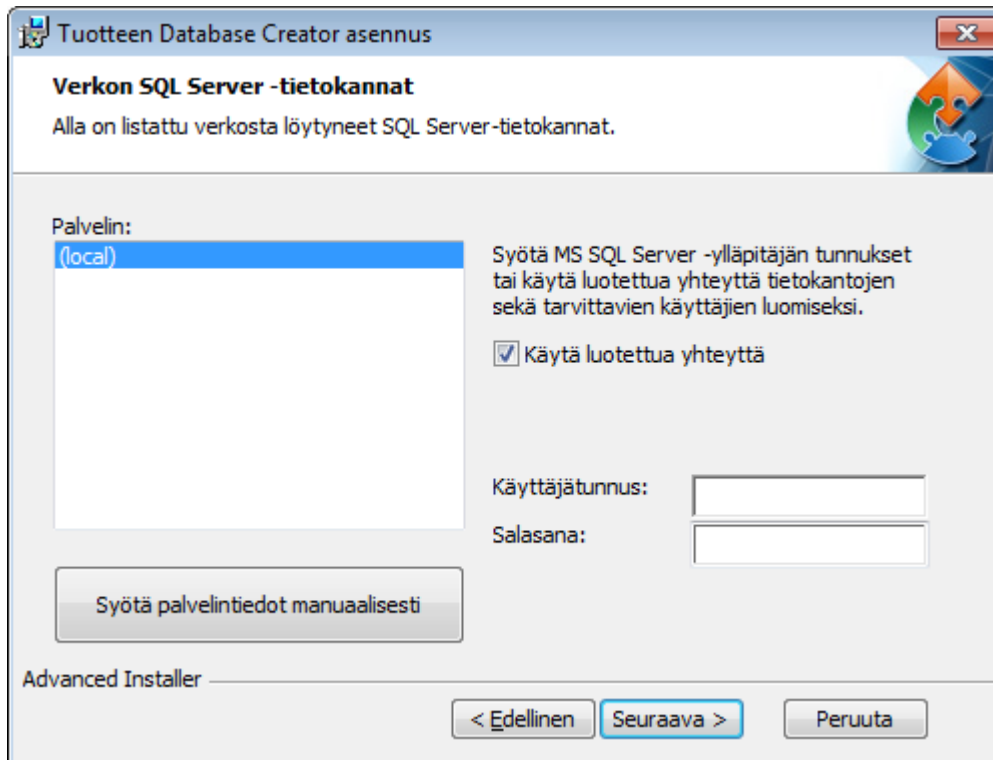 Tuotteen Database Creator asennus
Verkon SQL Server -tietokannat
Alla on listattu verkosta löytyneet SQL Server-tietokannat.
Palvelin:
(local)
Syötä MS SQL Server -ylläpitäjän tunnukset
tai käytä luotettua yhteyttä tietokantojen
sekä tarvittavien käyttäjien luomiseksi.
Käytä luotettua yhteyttä
Käyttäjätunnus:
Salasana:
Syötä palvelintiedot manuaalisesti
Advanced Installer
< Edellinen
Seuraava >
Peruuta